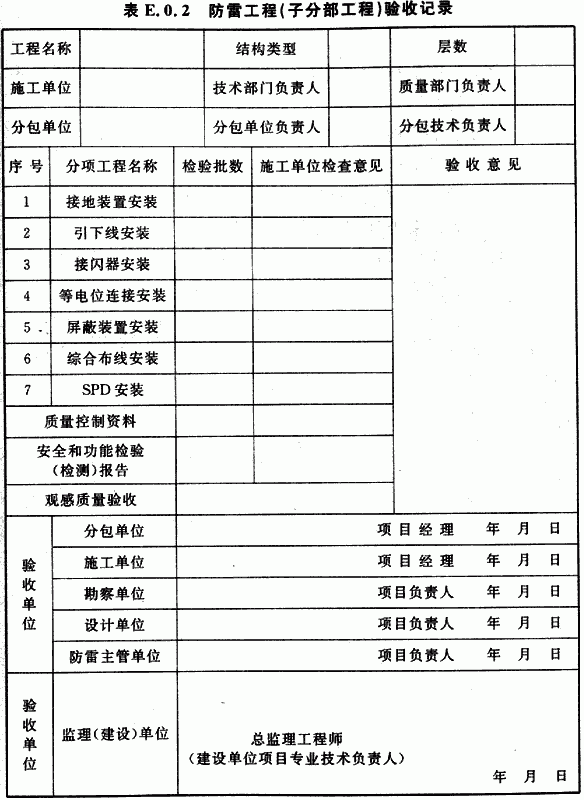 表 E.0.2 防雷工程(子分部工程)验收记录
工程名称 结构类型 层数
施工单位 技术部门负责人 质量部门负责人
分包单位 分包单位负责人 分包技术负责人
序号 分项工程名称 检验批数 施工单位检查意见 验收意见
1 接地装置安装
2 引下线安装
3 接闪器安装
4 等电位连接安装
5 屏蔽装置安装
6 综合布线安装
7 SPD安装
质量控制资料
安全和功能检验
(检测)报告
观感质量验收
验收单位
分包单位 项目经理 年 月 日
施工单位 项目经理 年 月 日
勘察单位 项目负责人 年 月 日
设计单位 项目负责人 年 月 日
防雷主管单位 项目负责人 年 月 日
验收单位
监理(建设)单位
总监理工程师
(建设单位项目专业技术负责人)
年 月 日